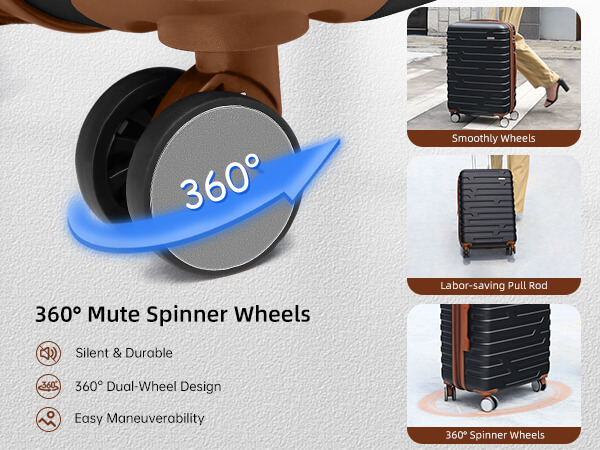 360°
360° Mute Spinner Wheels
Silent & Durable
360°
360° Dual-Wheel Design
Easy Maneuverability
Smoothly Wheels
Labor-saving Pull Rod
360° Spinner Wheels